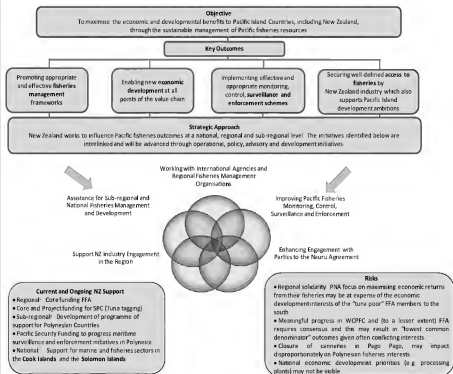 Objective
To maximise the economic and developmental benefits to Pacific Island Countries, including New Zealand,
through the sustainable management of Pacific fisheries resources
Key Outcomes
Promoting appropriate
and effective fisheries
management
frameworks
Enabling new economic
development at all
points of the value chain
Implementing effective and
appropriate monitoring,
control, surveillance and
enforcement schemes
Securing well defined access to
fisheries by
New Zealand industry which also
supports Pacific Island
development ambitions
Strategic Approach
New Zealand works to influence Pacific fisheries outcomes at a national, regional and sub-regional level The initiatives identified below are
interlinked and will be advanced through operational, policy, advisory and development initiatives
Working with International Agencies and
Regional Fisheries Management
Organisations
Assistance for Sub-regional and
National Fisheries Management
and Development
Improving Pacific Fisheries
Monitoring, Control,
Surveillance and Enforcement
Support NZ Industry Engagement
in the Region
Enhancing Engagement with
Parties to the Nauru Agreement
Current and Ongoing NZ Support
• Regional: Core funding FFA
• Core and Project funding for SPC (Tuna tagging)
• Sub-regional: Development of programme of
support for Polynesian Countries
• Pacific Security Funding to progress maritime
surveillance and enforcement initiatives in Polynesia
• National: Support for marine and fisheries sectors in
the Cook Islands and the Solomon Islands
Risks
• Regional solidarity PNA focus on maximising economic returns
from their fisheries may be at expense of the economic
development interests of the "tuna poor" FFA members to the
south
• Meaningful progress in WCPFC and (to a lesser extent) FFA
requires consensus and this may result in "lowest common
denominator" outcomes given often conflicting interests
• Closure of canneries in Pago Pago, may impact
disproportionately on Polynesian fisheries interests
• National economic development priorities (e.g. processing
plants) may not be viable